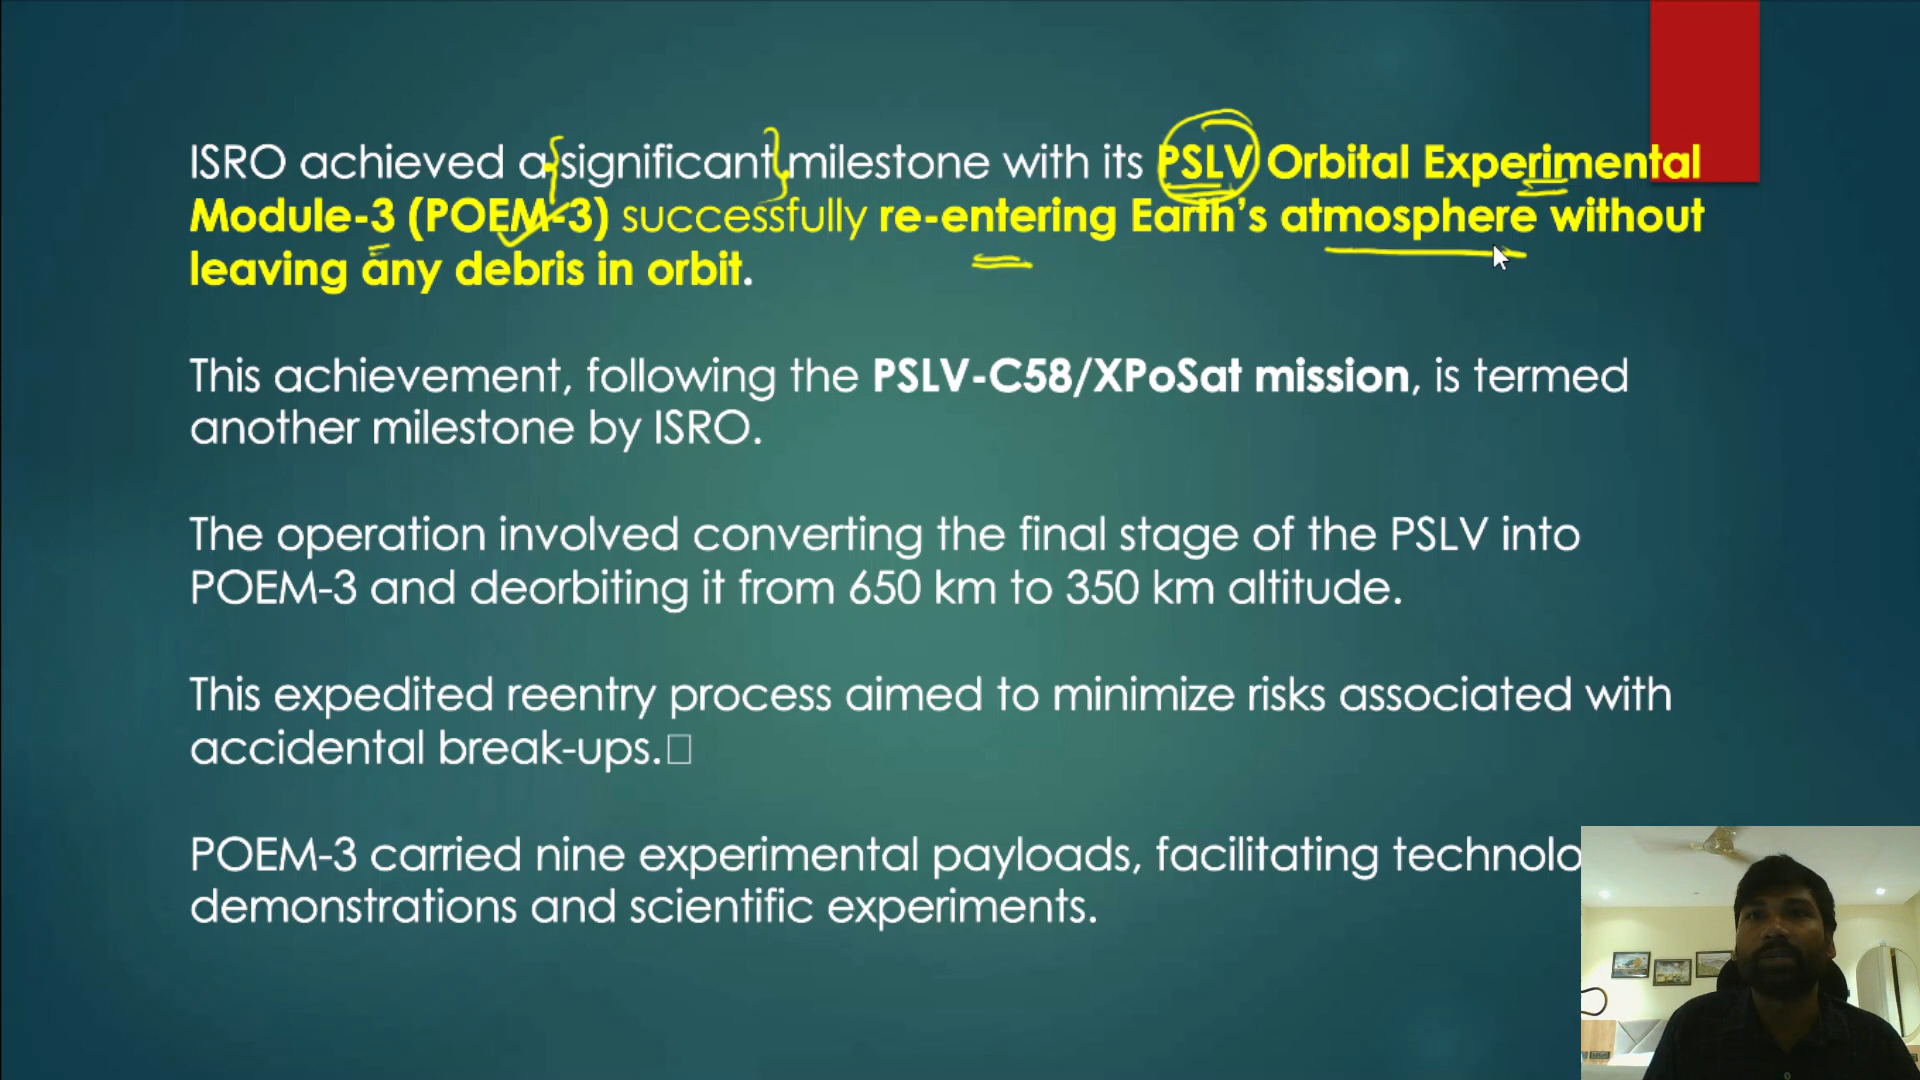 ISRO achieved a significant milestone with its PSLV Orbital Experimental
Module-3 (POEM-3) successfully re-entering Earth’s atmosphere without
leaving any debris in orbit.
This achievement, following the PSLV-C58/XPoSat mission, is termed
another milestone by ISRO.
The operation involved converting the final stage of the PSLV into
POEM-3 and deorbiting it from 650 km to 350 km altitude.
This expedited reentry process aimed to minimize risks associated with
accidental break-ups.
POEM-3 carried nine experimental payloads, facilitating technolo
demonstrations and scientific experiments.